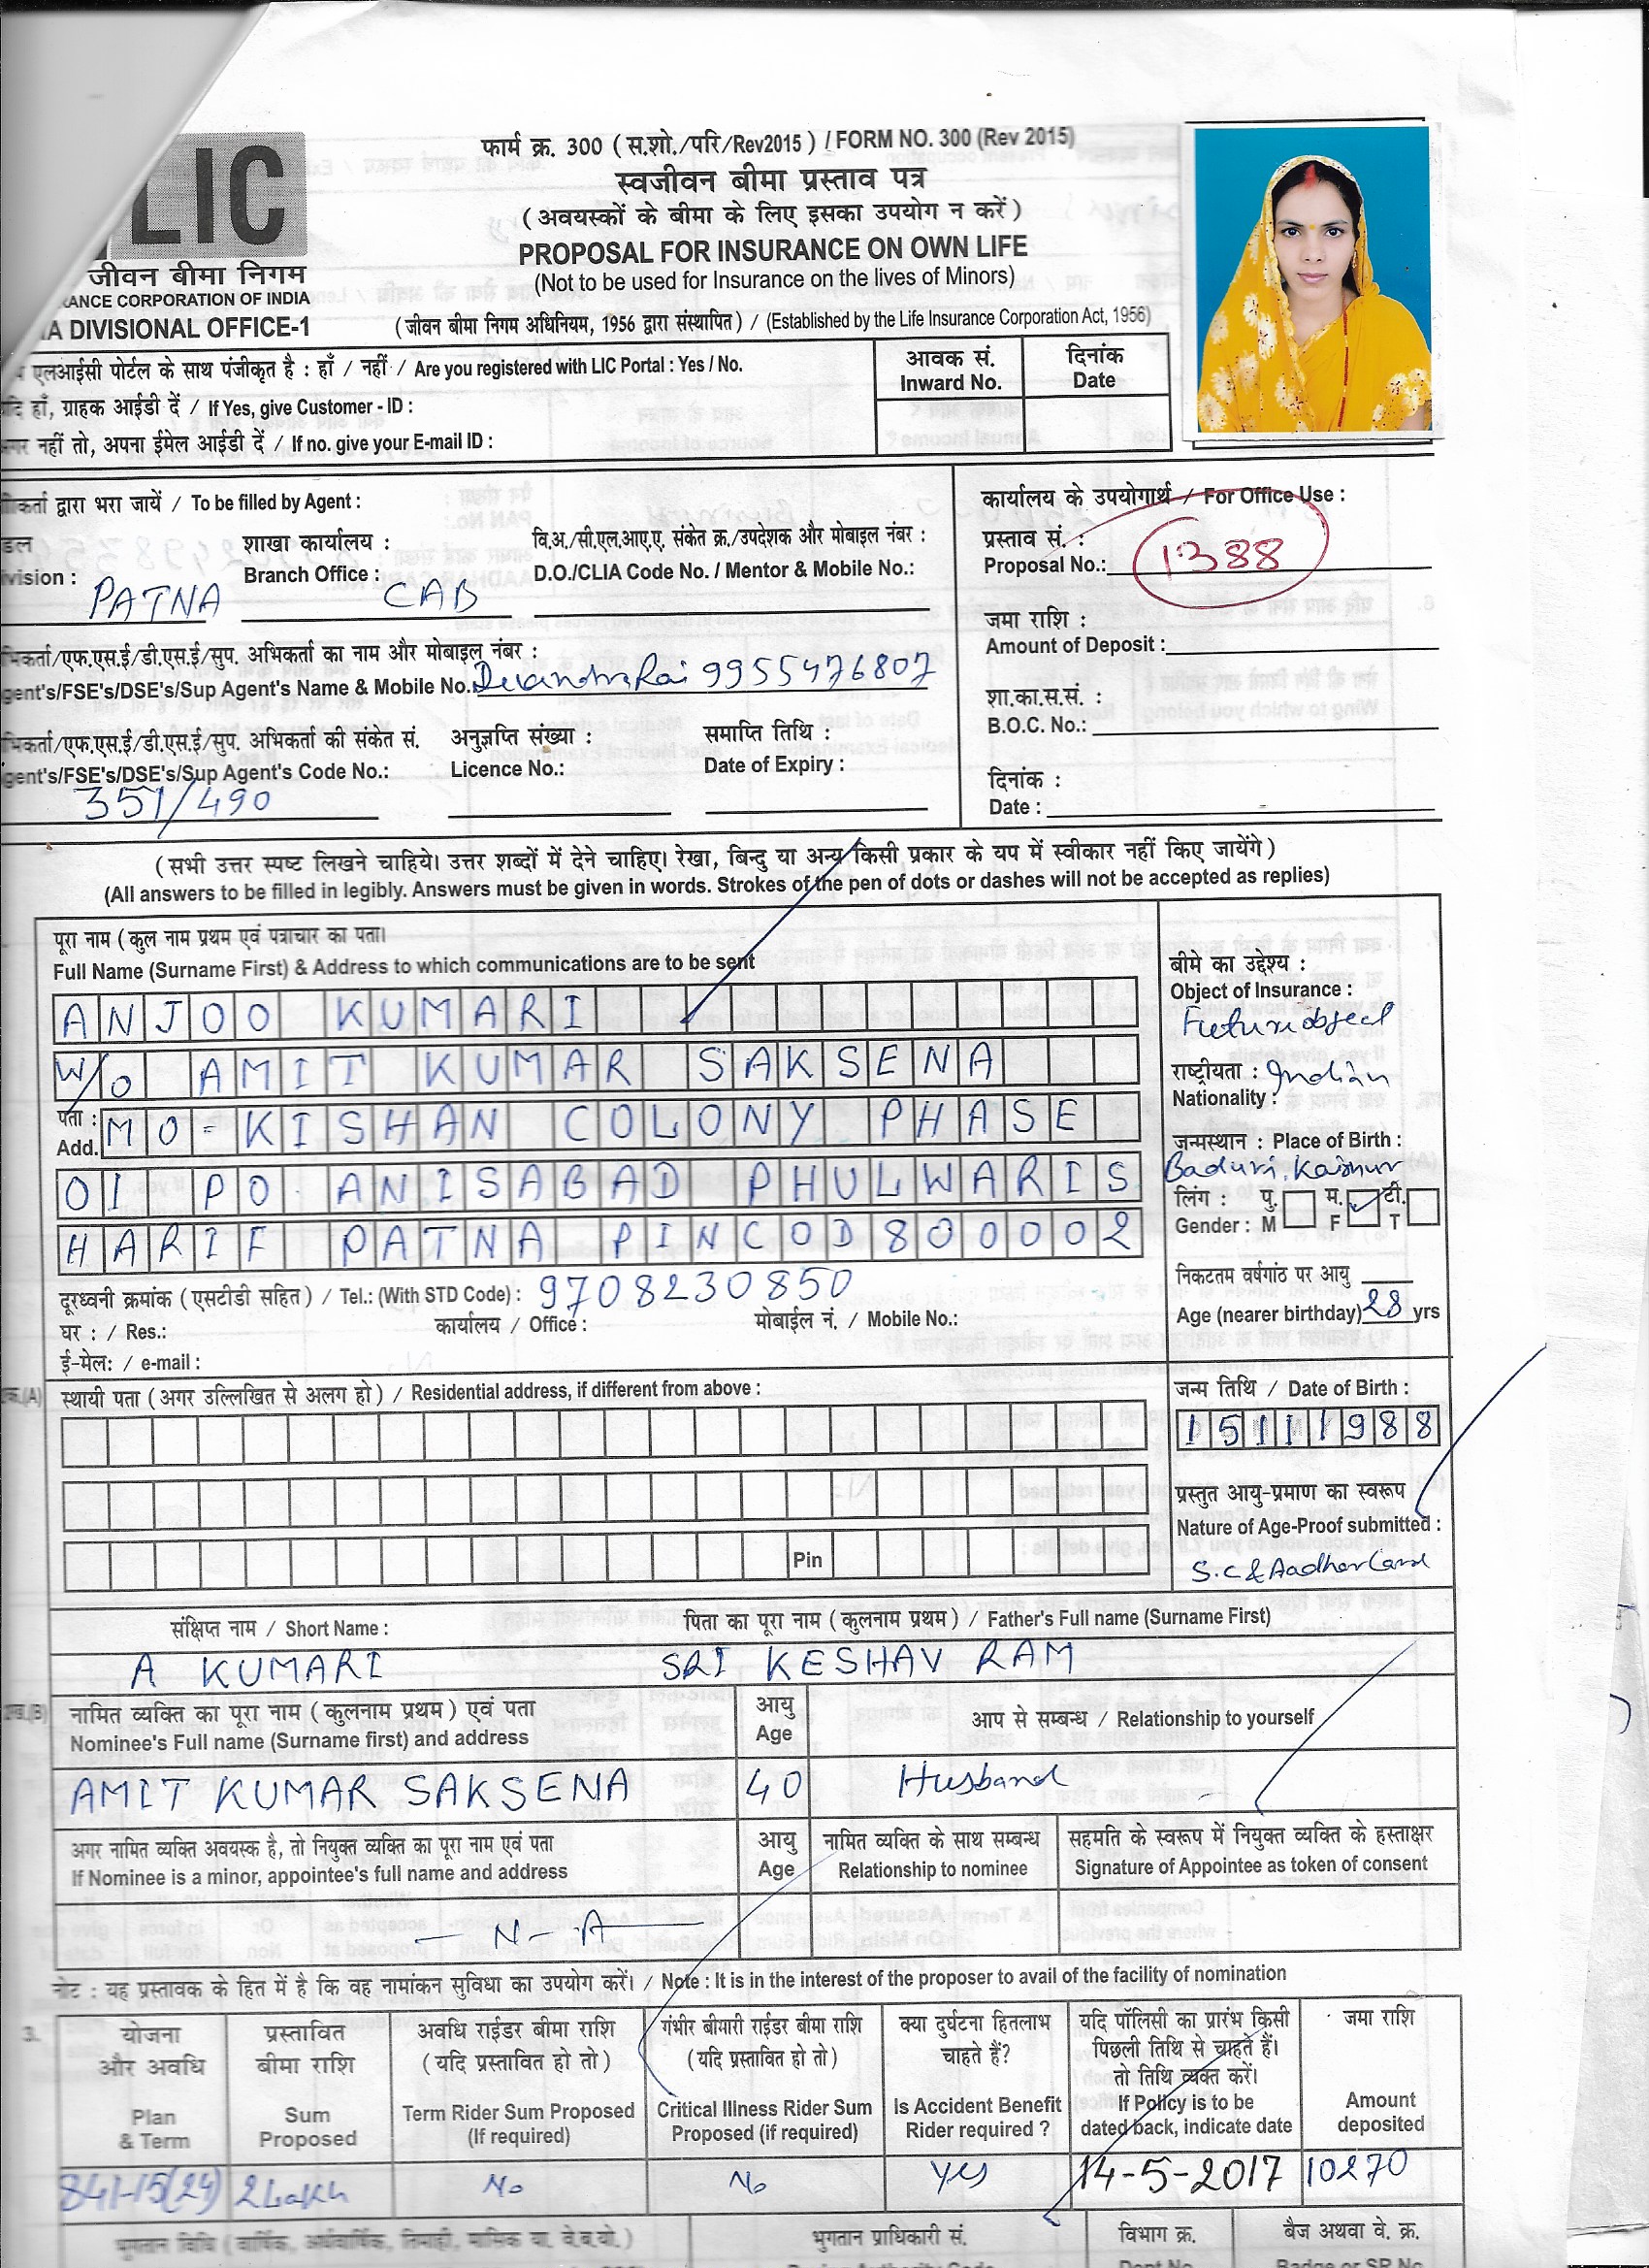 फार्म क्र. 300 ( स.शो./परि/Rev2015 ) / FORM NO. 300 (Rev 2015)
स्वजीवन बीमा प्रस्ताव पत्र
( अवयस्कों के बीमा के लिए इसका उपयोग न करें )
PROPOSAL FOR INSURANCE ON OWN LIFE
(Not to be used for Insurance on the lives of Minors)
( जीवन बीमा निगम अधिनियम, 1956 द्वारा संस्थापित ) / (Established by the Life Insurance Corporation Act, 1956)
LIC
जीवन बीमा निगम
RANCE CORPORATION OF INDIA
A DIVISIONAL OFFICE-1
एलआईसी पोर्टल के साथ पंजीकृत है : हाँ / नहीं / Are you registered with LIC Portal : Yes / No.
हाँ, ग्राहक आईडी दें / If Yes, give Customer - ID :
नहीं तो, अपना ईमेल आईडी दें / If no. give your E-mail ID :
आवक सं. दिनांक
Inward No. Date
द्वारा भरा जायें / To be filled by Agent :
शाखा कार्यालय : वि.अ./सी.एल.आए.ए. संकेत क्र./उपदेशक और मोबाइल नंबर :
vision : PATNA Branch Office : CAB D.O./CLIA Code No. / Mentor & Mobile No.:
/एफ.एस.ई/डी.एस.ई/सुप. अभिकर्ता का नाम और मोबाइल नंबर :
gent's/FSE's/DSE's/Sup Agent's Name & Mobile No. Devandra Rai 9955476807
/एफ.एस.ई/डी.एस.ई/सुप. अभिकर्ता की संकेत सं. अनुज्ञप्ति संख्या : समाप्ति तिथि :
gent's/FSE's/DSE's/Sup Agent's Code No.: Licence No.: Date of Expiry :
351/490
कार्यालय के उपयोगार्थ / For Office Use :
प्रस्ताव सं. :
Proposal No.: 1388
जमा राशि :
Amount of Deposit :
शा.का.स.सं. :
B.O.C. No.:
दिनांक :
Date :
( सभी उत्तर स्पष्ट लिखने चाहिये। उत्तर शब्दों में देने चाहिए। रेखा, बिन्दु या अन्य किसी प्रकार के यप में स्वीकार नहीं किए जायेंगे )
(All answers to be filled in legibly. Answers must be given in words. Strokes of the pen of dots or dashes will not be accepted as replies)
पूरा नाम ( कुल नाम प्रथम एवं पत्राचार का पता।
Full Name (Surname First) & Address to which communications are to be sent
ANJOO KUMARI
W/O AMIT KUMAR SAKSENA
पता :
Add. MO - KISHAN COLONY PHASE
01 PO. ANISABAD PHULWARIS
HARIF PATNA PINCOD 800002
दूरध्वनी क्रमांक ( एसटीडी सहित ) / Tel.: (With STD Code) : 9708230850
घर : / Res.: कार्यालय / Office : मोबाईल नं. / Mobile No.:
ई-मेल: / e-mail :
बीमे का उद्देश्य :
Object of Insurance :
Future object
राष्ट्रीयता : Indian
Nationality :
जन्मस्थान : Place of Birth :
Baduri, Kaimur
लिंग : पु. म. टी.
Gender : M F T
निकटतम वर्षगांठ पर आयु
Age (nearer birthday) 28 yrs
(A) स्थायी पता ( अगर उल्लिखित से अलग हो ) / Residential address, if different from above :
Pin
जन्म तिथि / Date of Birth :
15111988
प्रस्तुत आयु-प्रमाण का स्वरूप
Nature of Age-Proof submitted :
S.C & Aadhar Card
संक्षिप्त नाम / Short Name : पिता का पूरा नाम ( कुलनाम प्रथम ) / Father's Full name (Surname First)
A KUMARI SRI KESHAV RAM
(B) नामित व्यक्ति का पूरा नाम ( कुलनाम प्रथम ) एवं पता आयु आप से सम्बन्ध / Relationship to yourself
Nominee's Full name (Surname first) and address Age
AMIT KUMAR SAKSENA 40 Husband
अगर नामित व्यक्ति अवयस्क है, तो नियुक्त व्यक्ति का पूरा नाम एवं पता आयु नामित व्यक्ति के साथ सम्बन्ध सहमति के स्वरूप में नियुक्त व्यक्ति के हस्ताक्षर
If Nominee is a minor, appointee's full name and address Age Relationship to nominee Signature of Appointee as token of consent
- N - A -
नोट : यह प्रस्तावक के हित में है कि वह नामांकन सुविधा का उपयोग करें। / Note : It is in the interest of the proposer to avail of the facility of nomination
3. योजना और अवधि प्रस्तावित बीमा राशि अवधि राईडर बीमा राशि ( यदि प्रस्तावित हो तो ) गंभीर बीमारी राईडर बीमा राशि ( यदि प्रस्तावित हो तो ) क्या दुर्घटना हितलाभ चाहते हैं? यदि पॉलिसी का प्रारंभ किसी पिछली तिथि से चाहते हैं। तो तिथि व्यक्त करें। जमा राशि
Plan & Term Sum Proposed Term Rider Sum Proposed (If required) Critical Illness Rider Sum Proposed (if required) Is Accident Benefit Rider required ? If Policy is to be dated back, indicate date Amount deposited
841-15(24) 2 Lakh No No Yes 14-5-2017 10270
भुगतान विधि ( वार्षिक, अर्धवार्षिक, तिमाही, मासिक या. वे.ब.यो. ) भुगतान प्राधिकारी सं. विभाग क्र. बैज अथवा वे. क्र.